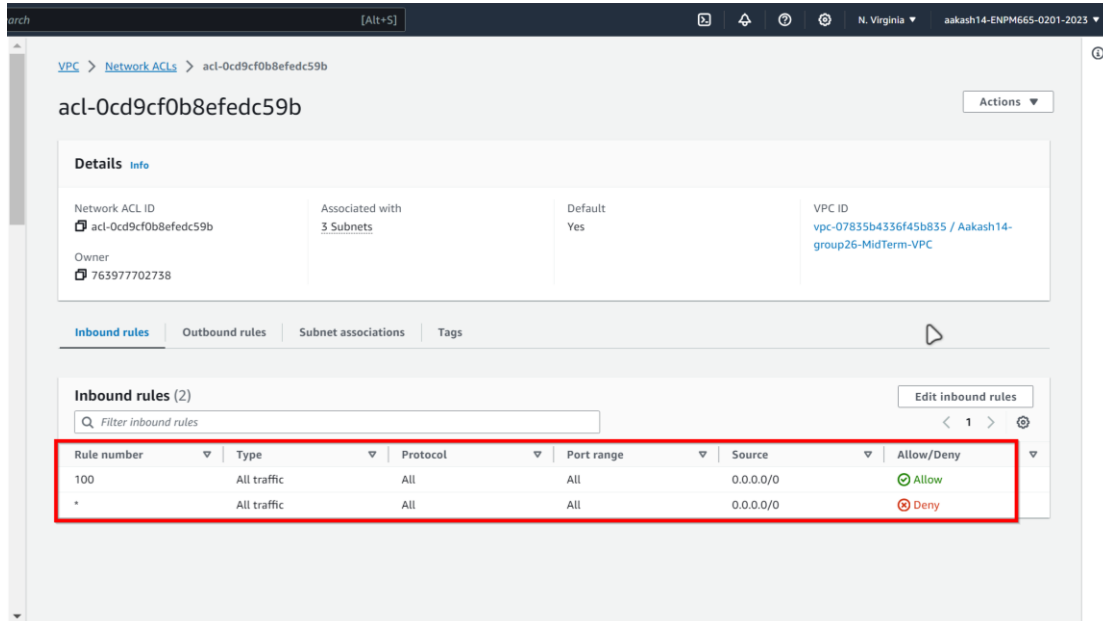 arch [Alt+S] N. Virginia ▼ aakash14-ENPM665-0201-2023 ▼
VPC > Network ACLs > acl-0cd9cf0b8efedc59b
acl-0cd9cf0b8efedc59b
Actions ▼
Details Info
Network ACL ID
acl-0cd9cf0b8efedc59b
Associated with
3 Subnets
Default
Yes
VPC ID
vpc-07835b4336f45b835 / Aakash14-
group26-MidTerm-VPC
Owner
763977702738
Inbound rules Outbound rules Subnet associations Tags
Inbound rules (2)
Edit inbound rules
Filter inbound rules
< 1 >
Rule number Type Protocol Port range Source Allow/Deny
100 All traffic All All 0.0.0.0/0 Allow
* All traffic All All 0.0.0.0/0 Deny